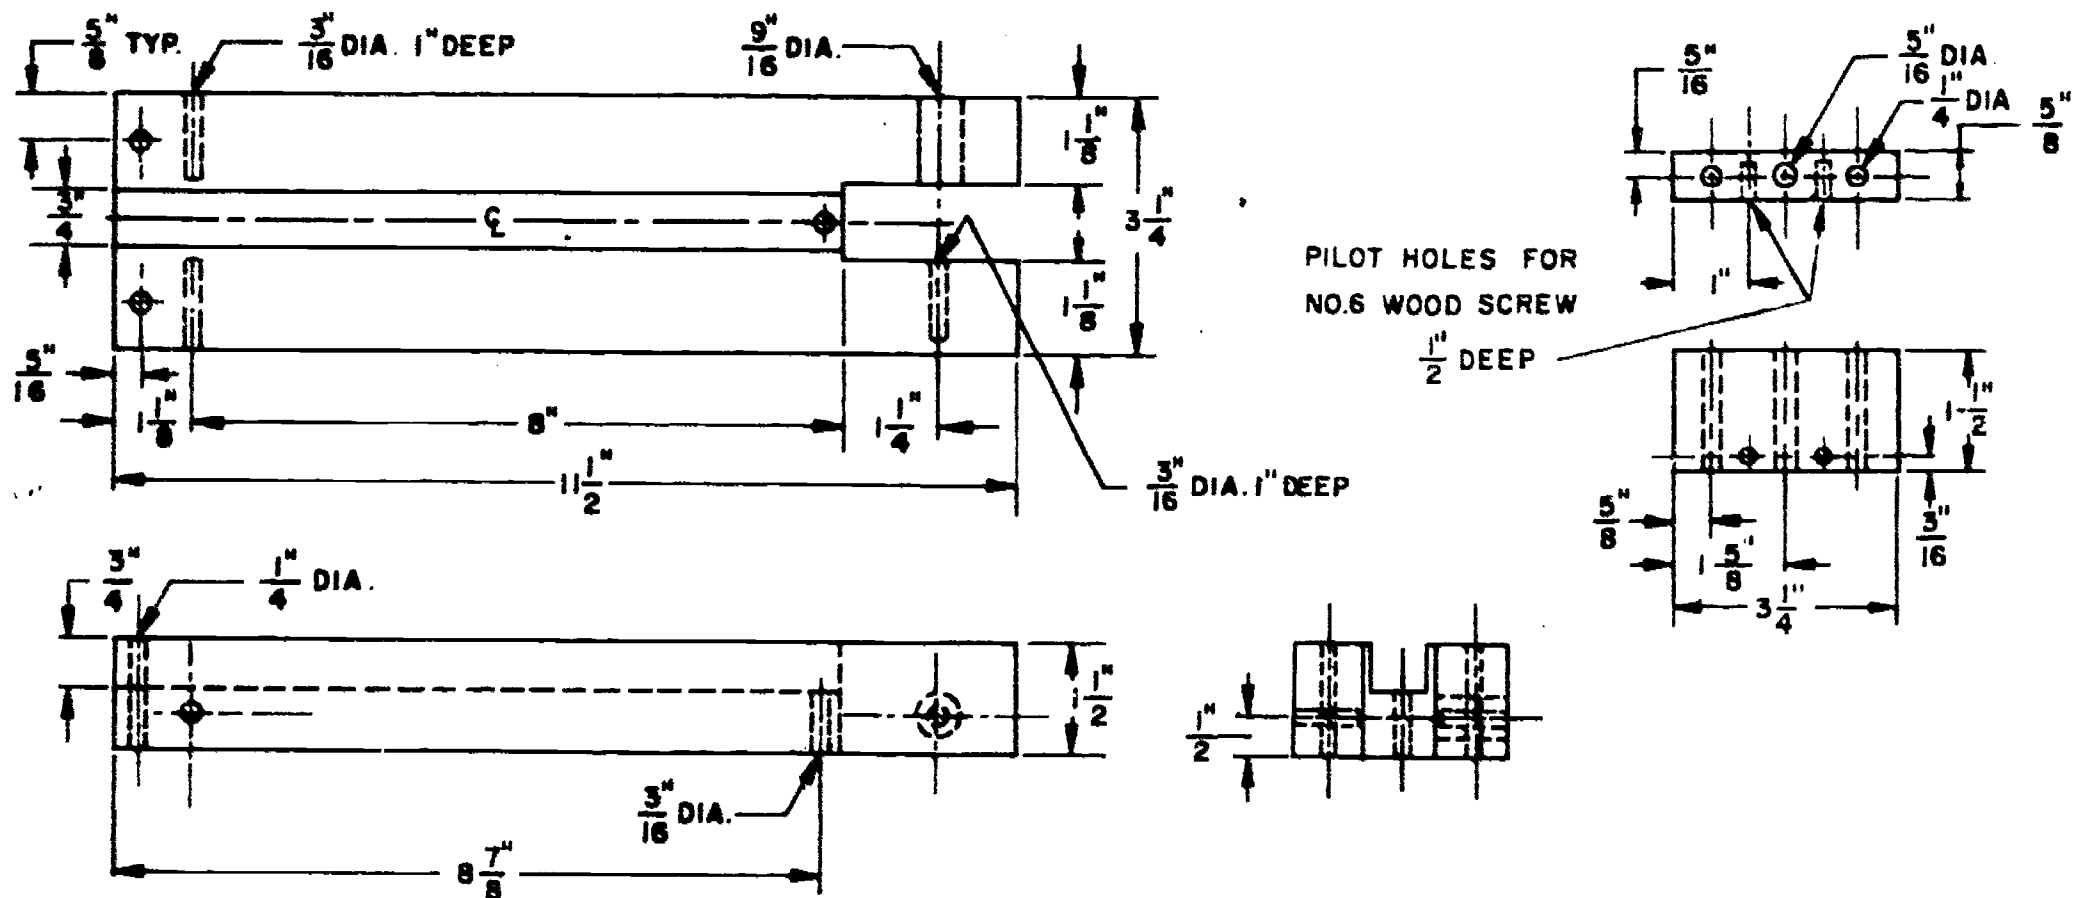 5/8" TYP.
3/16 DIA. 1" DEEP
9/16" DIA.
1 1/8"
3/4"
℄
3 1/4"
1 1/8"
5/16"
1 1/8"
8"
1 1/4"
11 1/2"
3/16" DIA. 1" DEEP
3/4"
1/4" DIA.
1 1/2"
3/16" DIA.
8 7/8"
1/2"
5/16"
5/16" DIA
1/4" DIA
5/8"
PILOT HOLES FOR
NO.6 WOOD SCREW
1/2" DEEP
1"
1-1/2"
5/8"
1 5/8"
3/16"
3 1/4"